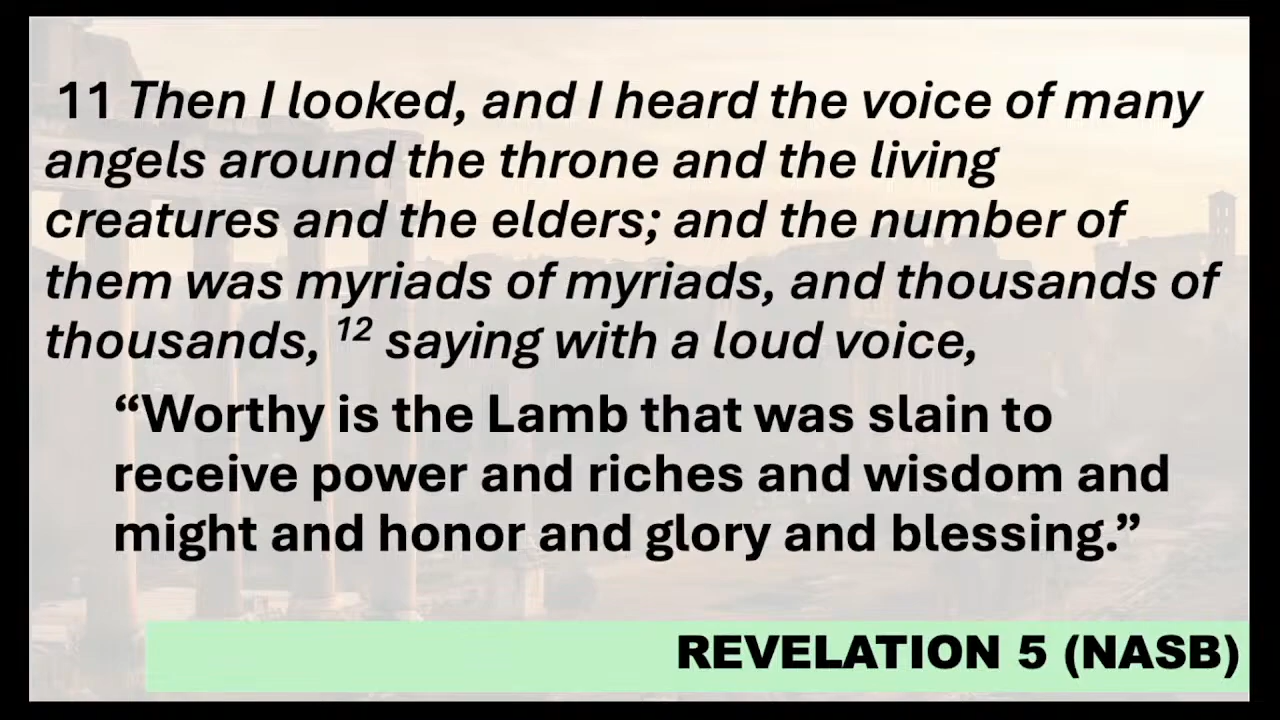 11 Then I looked, and I heard the voice of many
angels around the throne and the living
creatures and the elders; and the number of
them was myriads of myriads, and thousands of
thousands, 12 saying with a loud voice,
“Worthy is the Lamb that was slain to
receive power and riches and wisdom and
might and honor and glory and blessing.”
REVELATION 5 (NASB)